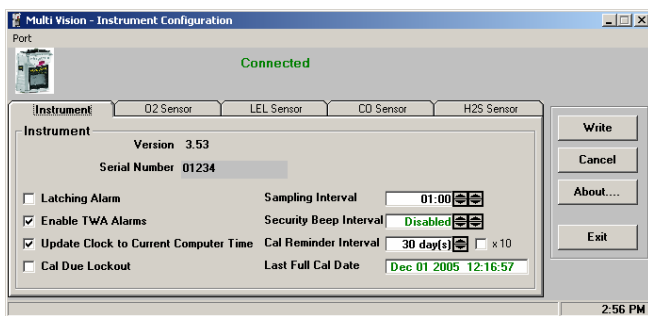 Multi Vision - Instrument Configuration
Port
Connected
Instrument O2 Sensor LEL Sensor CO Sensor H2S Sensor
Instrument
Version 3.53
Serial Number 01234
Latching Alarm Sampling Interval 01:00
Enable TWA Alarms Security Beep Interval Disabled
Update Clock to Current Computer Time Cal Reminder Interval 30 day(s) x 10
Cal Due Lockout Last Full Cal Date Dec 01 2005 12:16:57
Write
Cancel
About....
Exit
2:56 PM